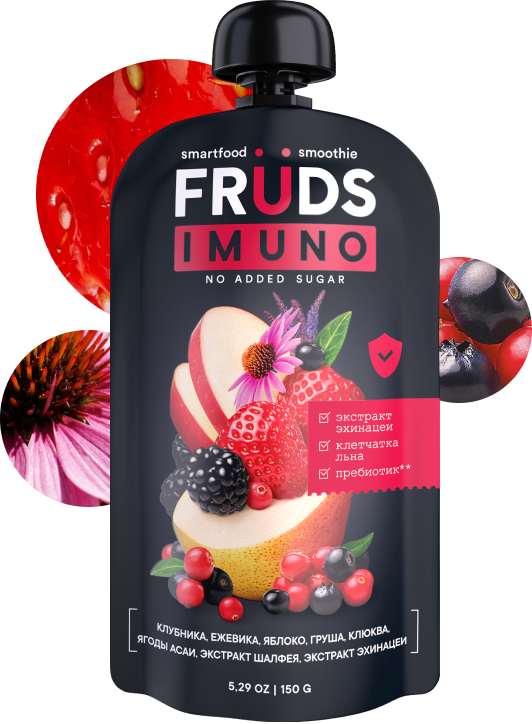 smartfood smoothie
FRÜDS
IMUNO
NO ADDED SUGAR
экстракт
эхинацеи
клетчатка
льна
пребиотик**
КЛУБНИКА, ЕЖЕВИКА, ЯБЛОКО, ГРУША, КЛЮКВА,
ЯГОДЫ АСАИ, ЭКСТРАКТ ШАЛФЕЯ, ЭКСТРАКТ ЭХИНАЦЕИ
5.29 OZ | 150 G